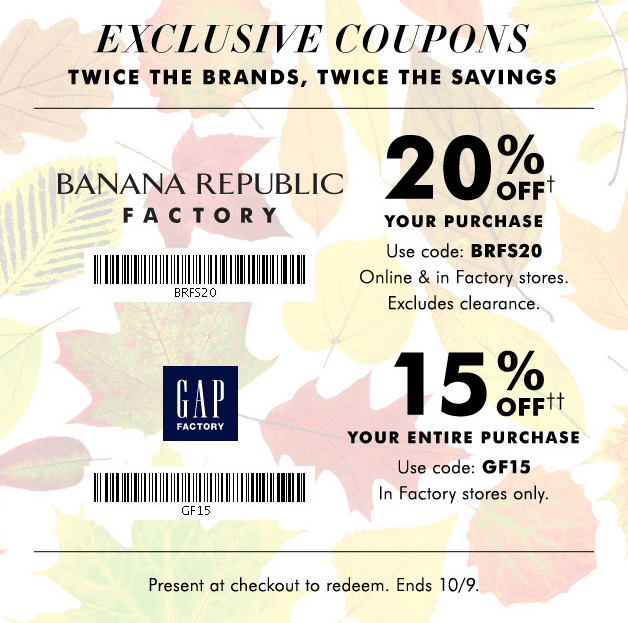 EXCLUSIVE COUPONS
TWICE THE BRANDS, TWICE THE SAVINGS
BANANA REPUBLIC
FACTORY
BRFS20
20% OFF†
YOUR PURCHASE
Use code: BRFS20
Online & in Factory stores.
Excludes clearance.
GAP
FACTORY
GF15
15% OFF††
YOUR ENTIRE PURCHASE
Use code: GF15
In Factory stores only.
Present at checkout to redeem. Ends 10/9.